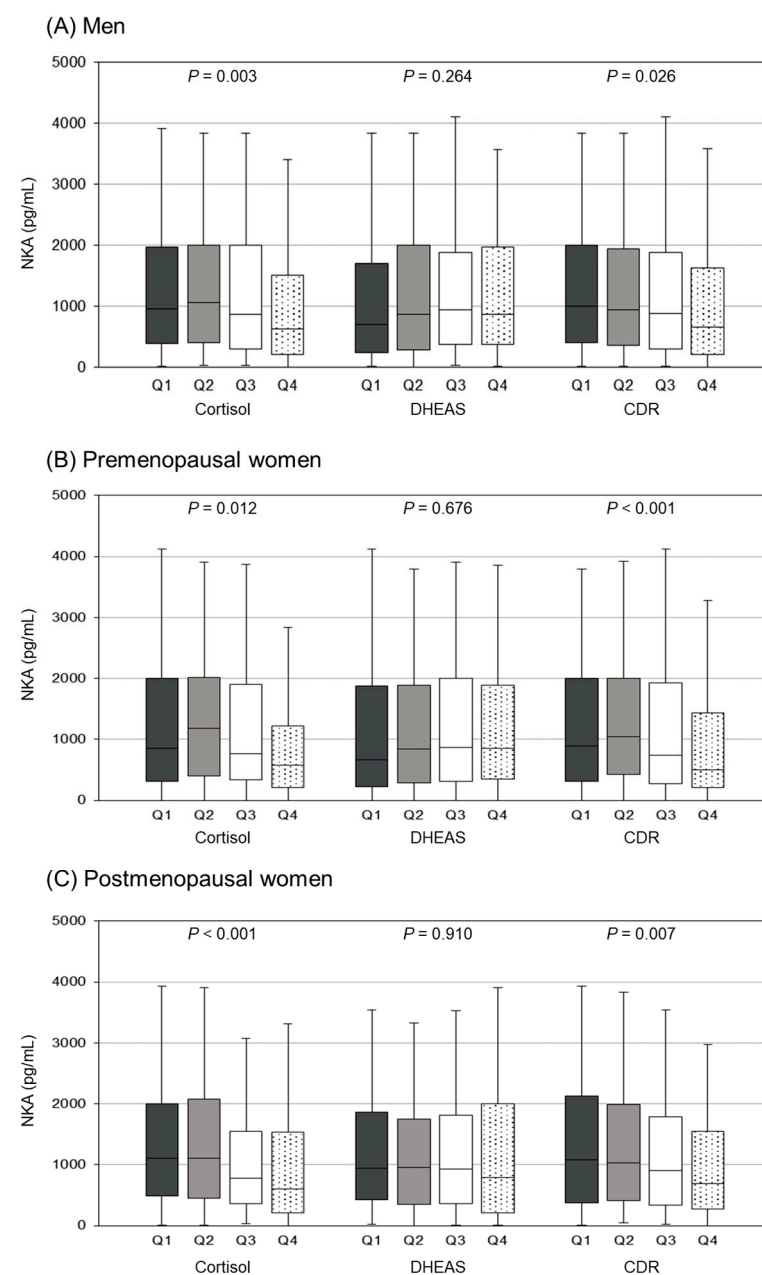 (A) Men
5000
P = 0.003 P = 0.264 P = 0.026
4000
3000
NKA (pg/mL)
2000
1000
0
Q1 Q2 Q3 Q4 Q1 Q2 Q3 Q4 Q1 Q2 Q3 Q4
Cortisol DHEAS CDR
(B) Premenopausal women
5000
P = 0.012 P = 0.676 P < 0.001
4000
3000
NKA (pg/mL)
2000
1000
0
Q1 Q2 Q3 Q4 Q1 Q2 Q3 Q4 Q1 Q2 Q3 Q4
Cortisol DHEAS CDR
(C) Postmenopausal women
5000
P < 0.001 P = 0.910 P = 0.007
4000
3000
NKA (pg/mL)
2000
1000
0
Q1 Q2 Q3 Q4 Q1 Q2 Q3 Q4 Q1 Q2 Q3 Q4
Cortisol DHEAS CDR